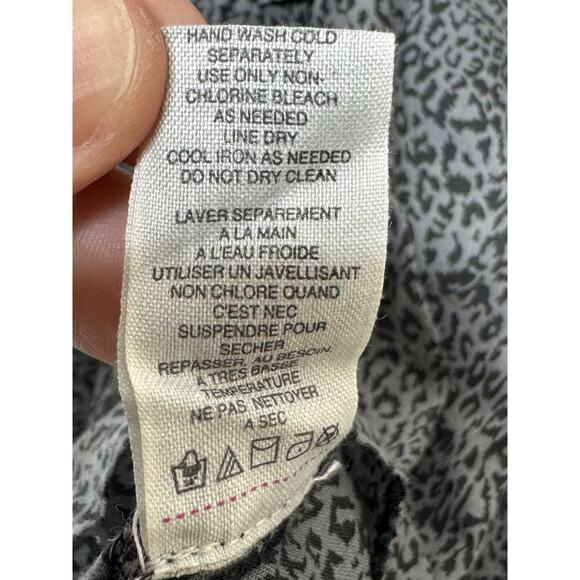 HAND WASH COLD
SEPARATELY
USE ONLY NON-
CHLORINE BLEACH
AS NEEDED
LINE DRY
COOL IRON AS NEEDED
DO NOT DRY CLEAN
LAVER SEPAREMENT
A LA MAIN
A L'EAU FROIDE
UTILISER UN JAVELLISANT
NON CHLORE QUAND
C'EST NEC
SUSPENDRE POUR
SECHER
REPASSER, AU BESOIN,
A TRES BASSE
TEMPERATURE
NE PAS NETTOYER
A SEC